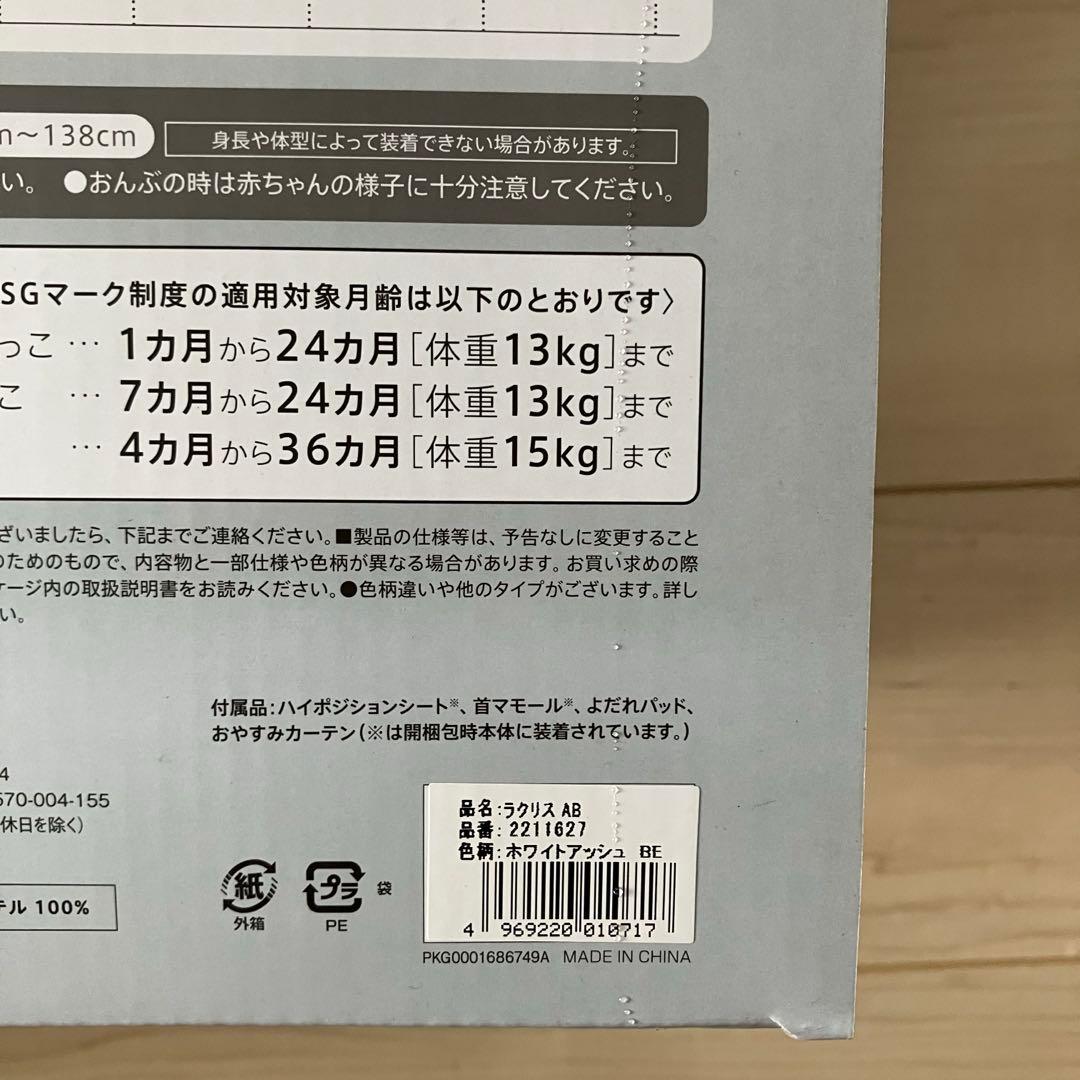 m〜138cm
身長や体型によって装着できない場合があります。
い。 ●おんぶの時は赤ちゃんの様子に十分注意してください。
SGマーク制度の適用対象月齢は以下のとおりです〉
っこ … 1カ月から24カ月[体重13kg]まで
こ … 7カ月から24カ月[体重13kg]まで
… 4カ月から36カ月[体重15kg]まで
ざいましたら、下記までご連絡ください。■製品の仕様等は、予告なしに変更すること
のためのもので、内容物と一部仕様や色柄が異なる場合があります。お買い求めの際
ケージ内の取扱説明書をお読みください。●色柄違いや他のタイプがございます。詳し
い。
付属品：ハイポジションシート※、首マモール※、よだれパッド、
おやすみカーテン（※は開梱包時本体に装着されています。）
4
570-004-155
休日を除く）
テル 100%
紙
外箱
プラ
PE
袋
品名:ラクリス AB
品番: 2211627
色柄:ホワイトアッシュ BE
4 969220 010717
PKG0001686749A MADE IN CHINA